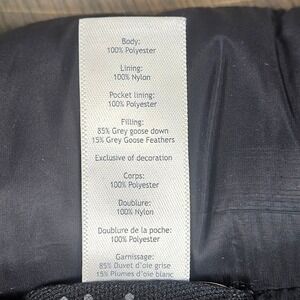 Body:
100% Polyester
Lining:
100% Nylon
Pocket lining:
100% Polyester
Filling:
85% Grey goose down
15% Grey Goose Feathers
Exclusive of decoration
Corps:
100% Polyester
Doublure:
100% Nylon
Doublure de la poche:
100% Polyester
Garnissage:
85% Duvet d'oie grise
15% Plumes d'oie blanc